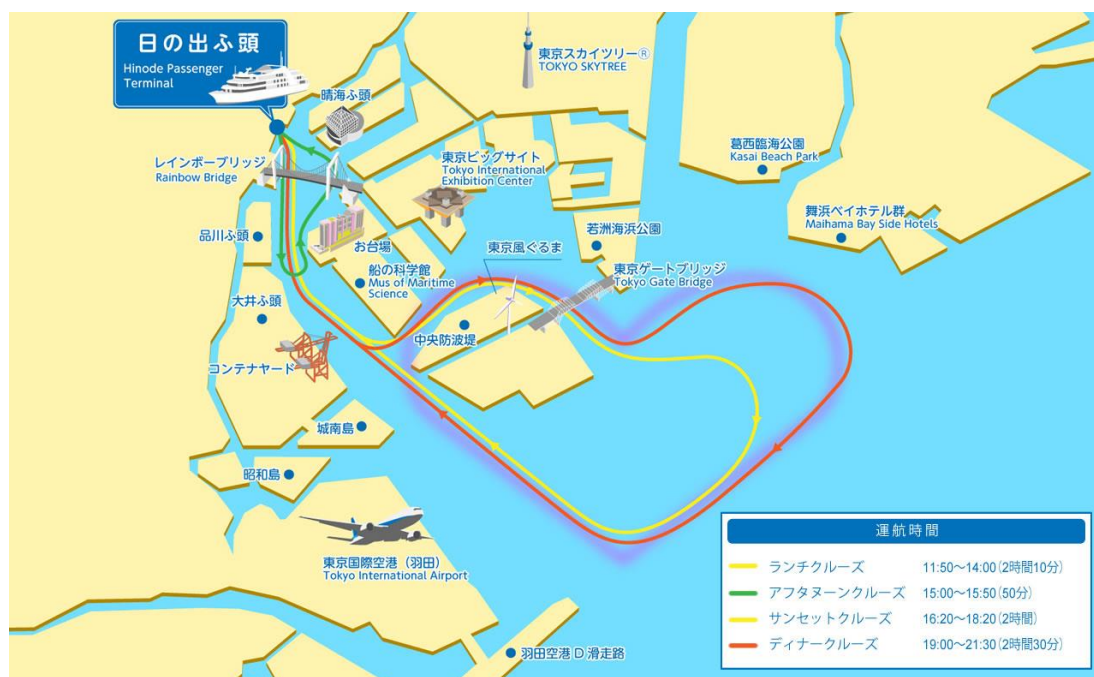 日の出ふ頭
Hinode Passenger
Terminal
東京スカイツリー®
TOKYO SKYTREE
晴海ふ頭
レインボーブリッジ
Rainbow Bridge
東京ビッグサイト
Tokyo International
Exhibition Center
葛西臨海公園
Kasai Beach Park
舞浜ベイホテル群
Maihama Bay Side Hotels
品川ふ頭
お台場
若洲海浜公園
東京風ぐるま
船の科学館
Mus of Maritime
Science
東京ゲートブリッジ
Tokyo Gate Bridge
大井ふ頭
中央防波堤
コンテナヤード
城南島
昭和島
東京国際空港（羽田）
Tokyo International Airport
羽田空港 D 滑走路
運航時間
ランチクルーズ 11:50～14:00(2時間10分)
アフタヌーンクルーズ 15:00～15:50(50分)
サンセットクルーズ 16:20～18:20(2時間)
ディナークルーズ 19:00～21:30(2時間30分)